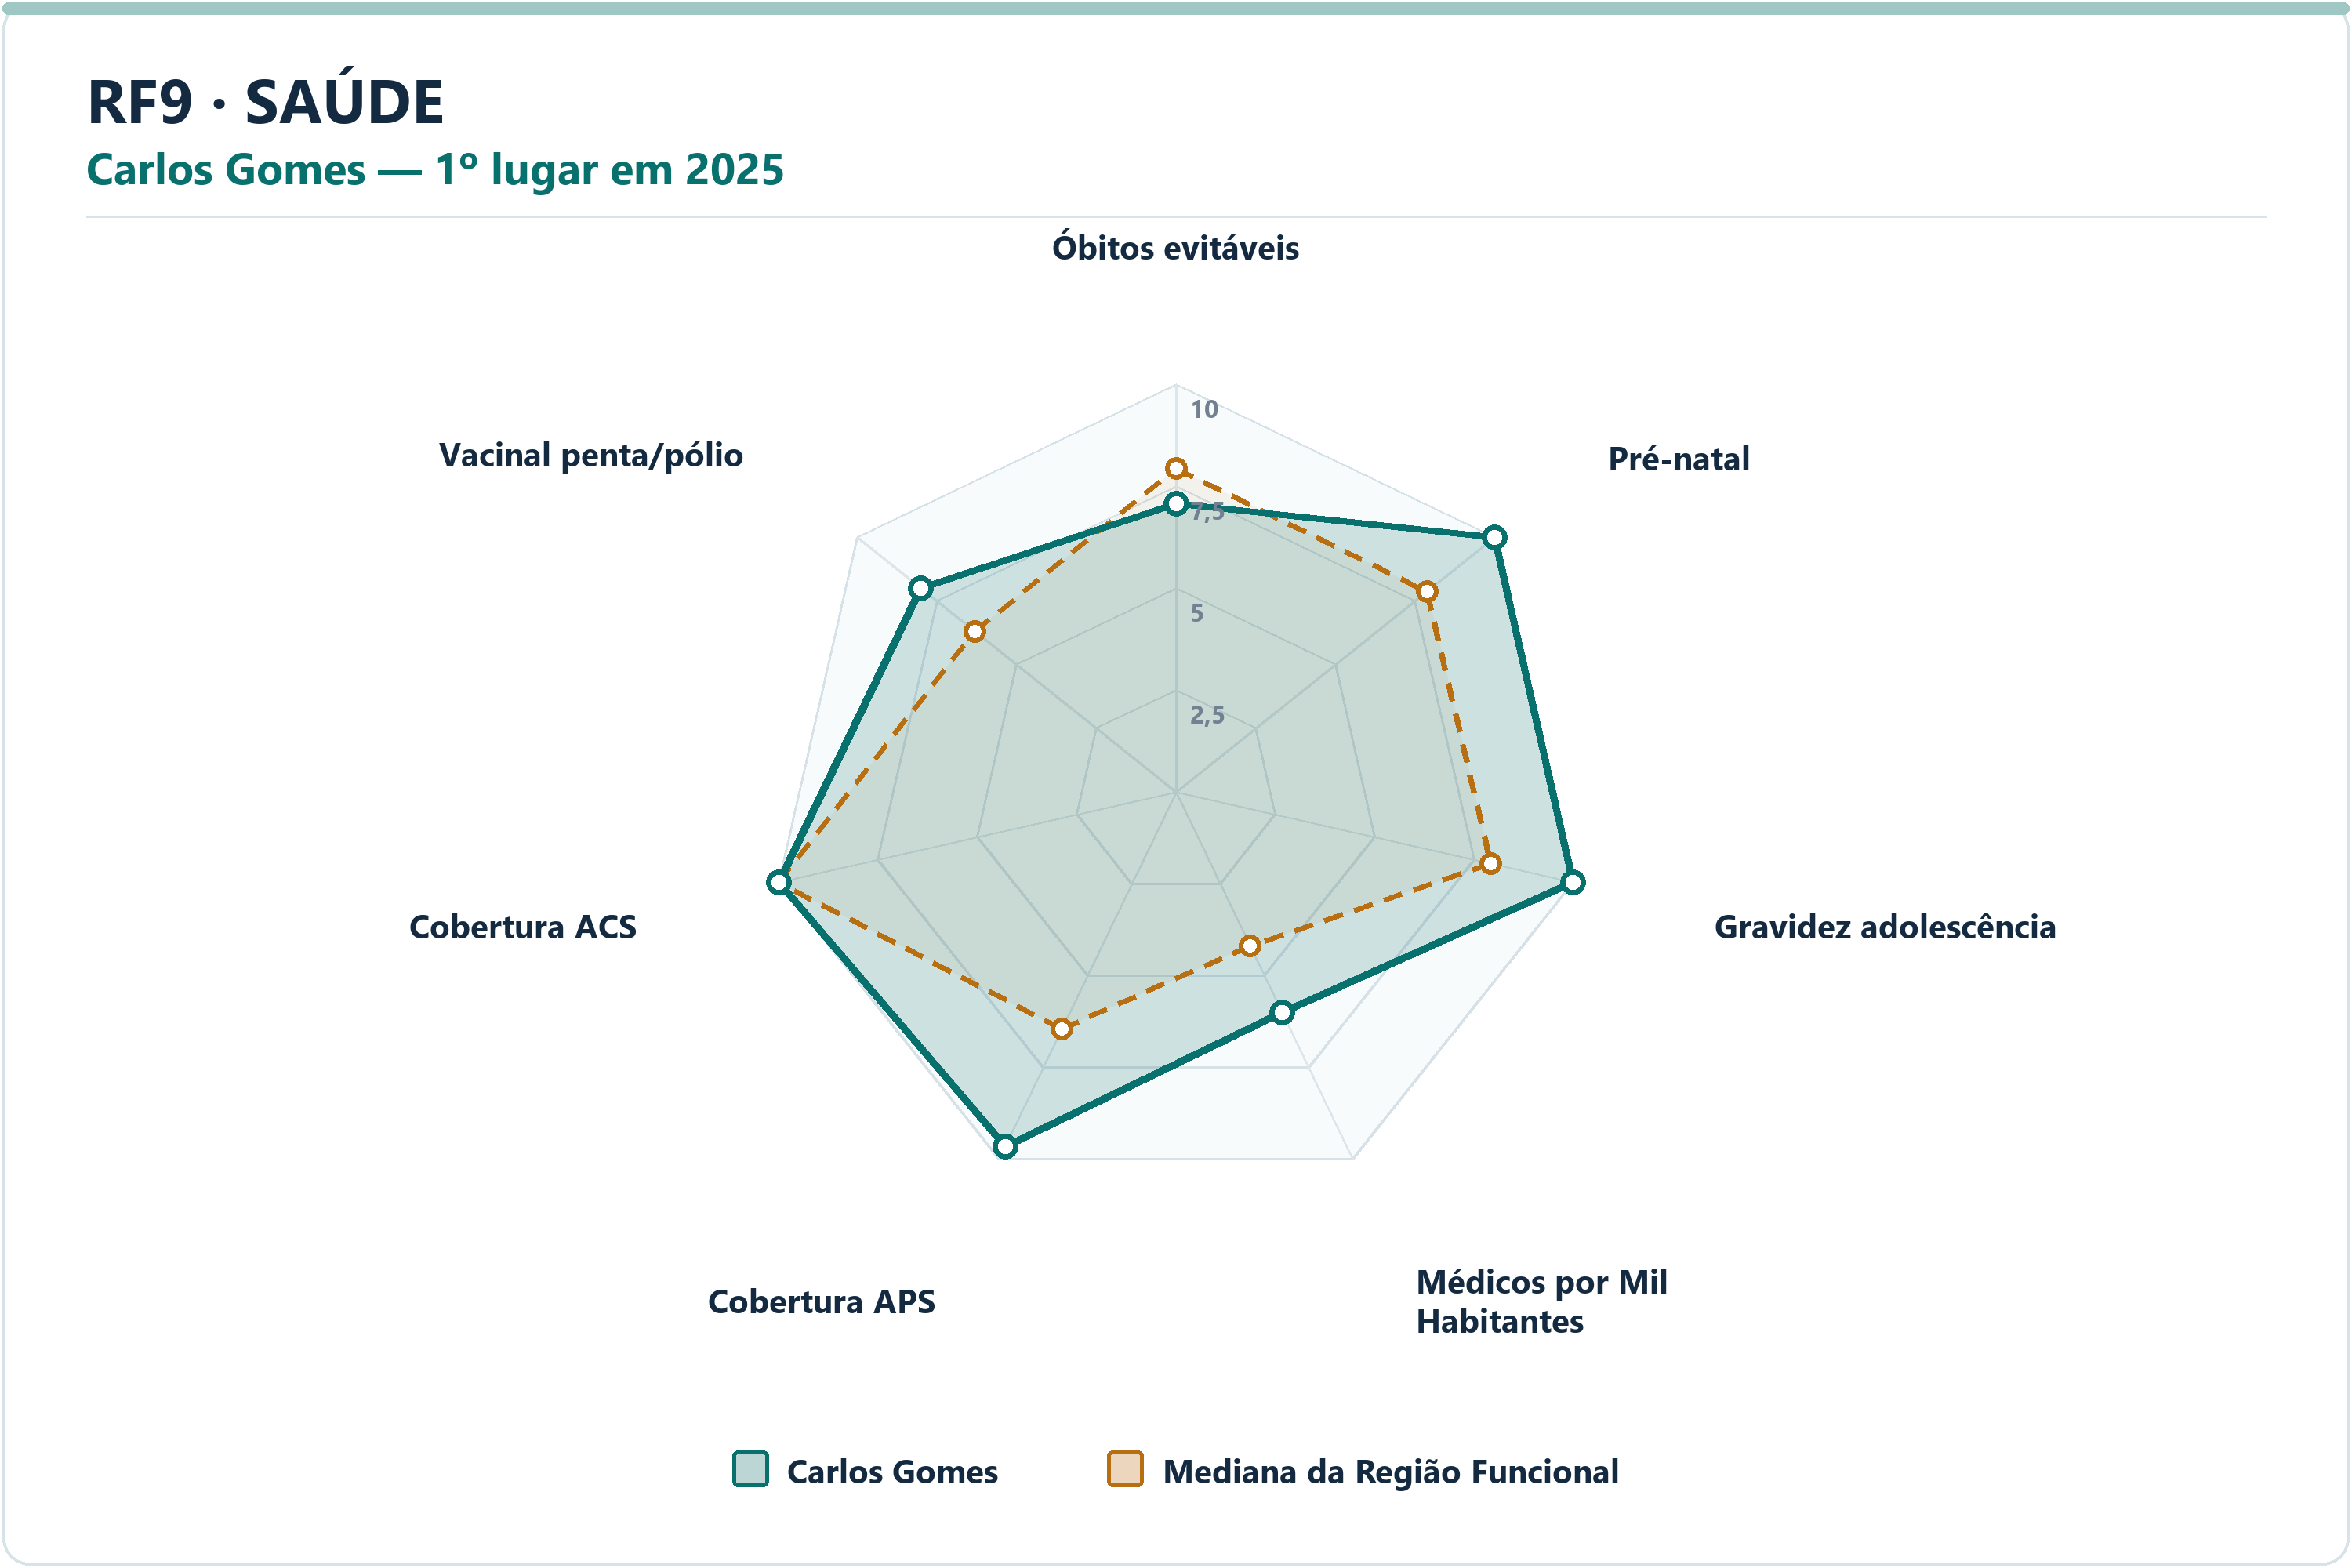 RF9 · SAÚDE
Carlos Gomes — 1º lugar em 2025
Óbitos evitáveis
Vacinal penta/pólio
Pré-natal
10
7,5
5
2,5
Cobertura ACS
Gravidez adolescência
Cobertura APS
Médicos por Mil
Habitantes
Carlos Gomes
Mediana da Região Funcional